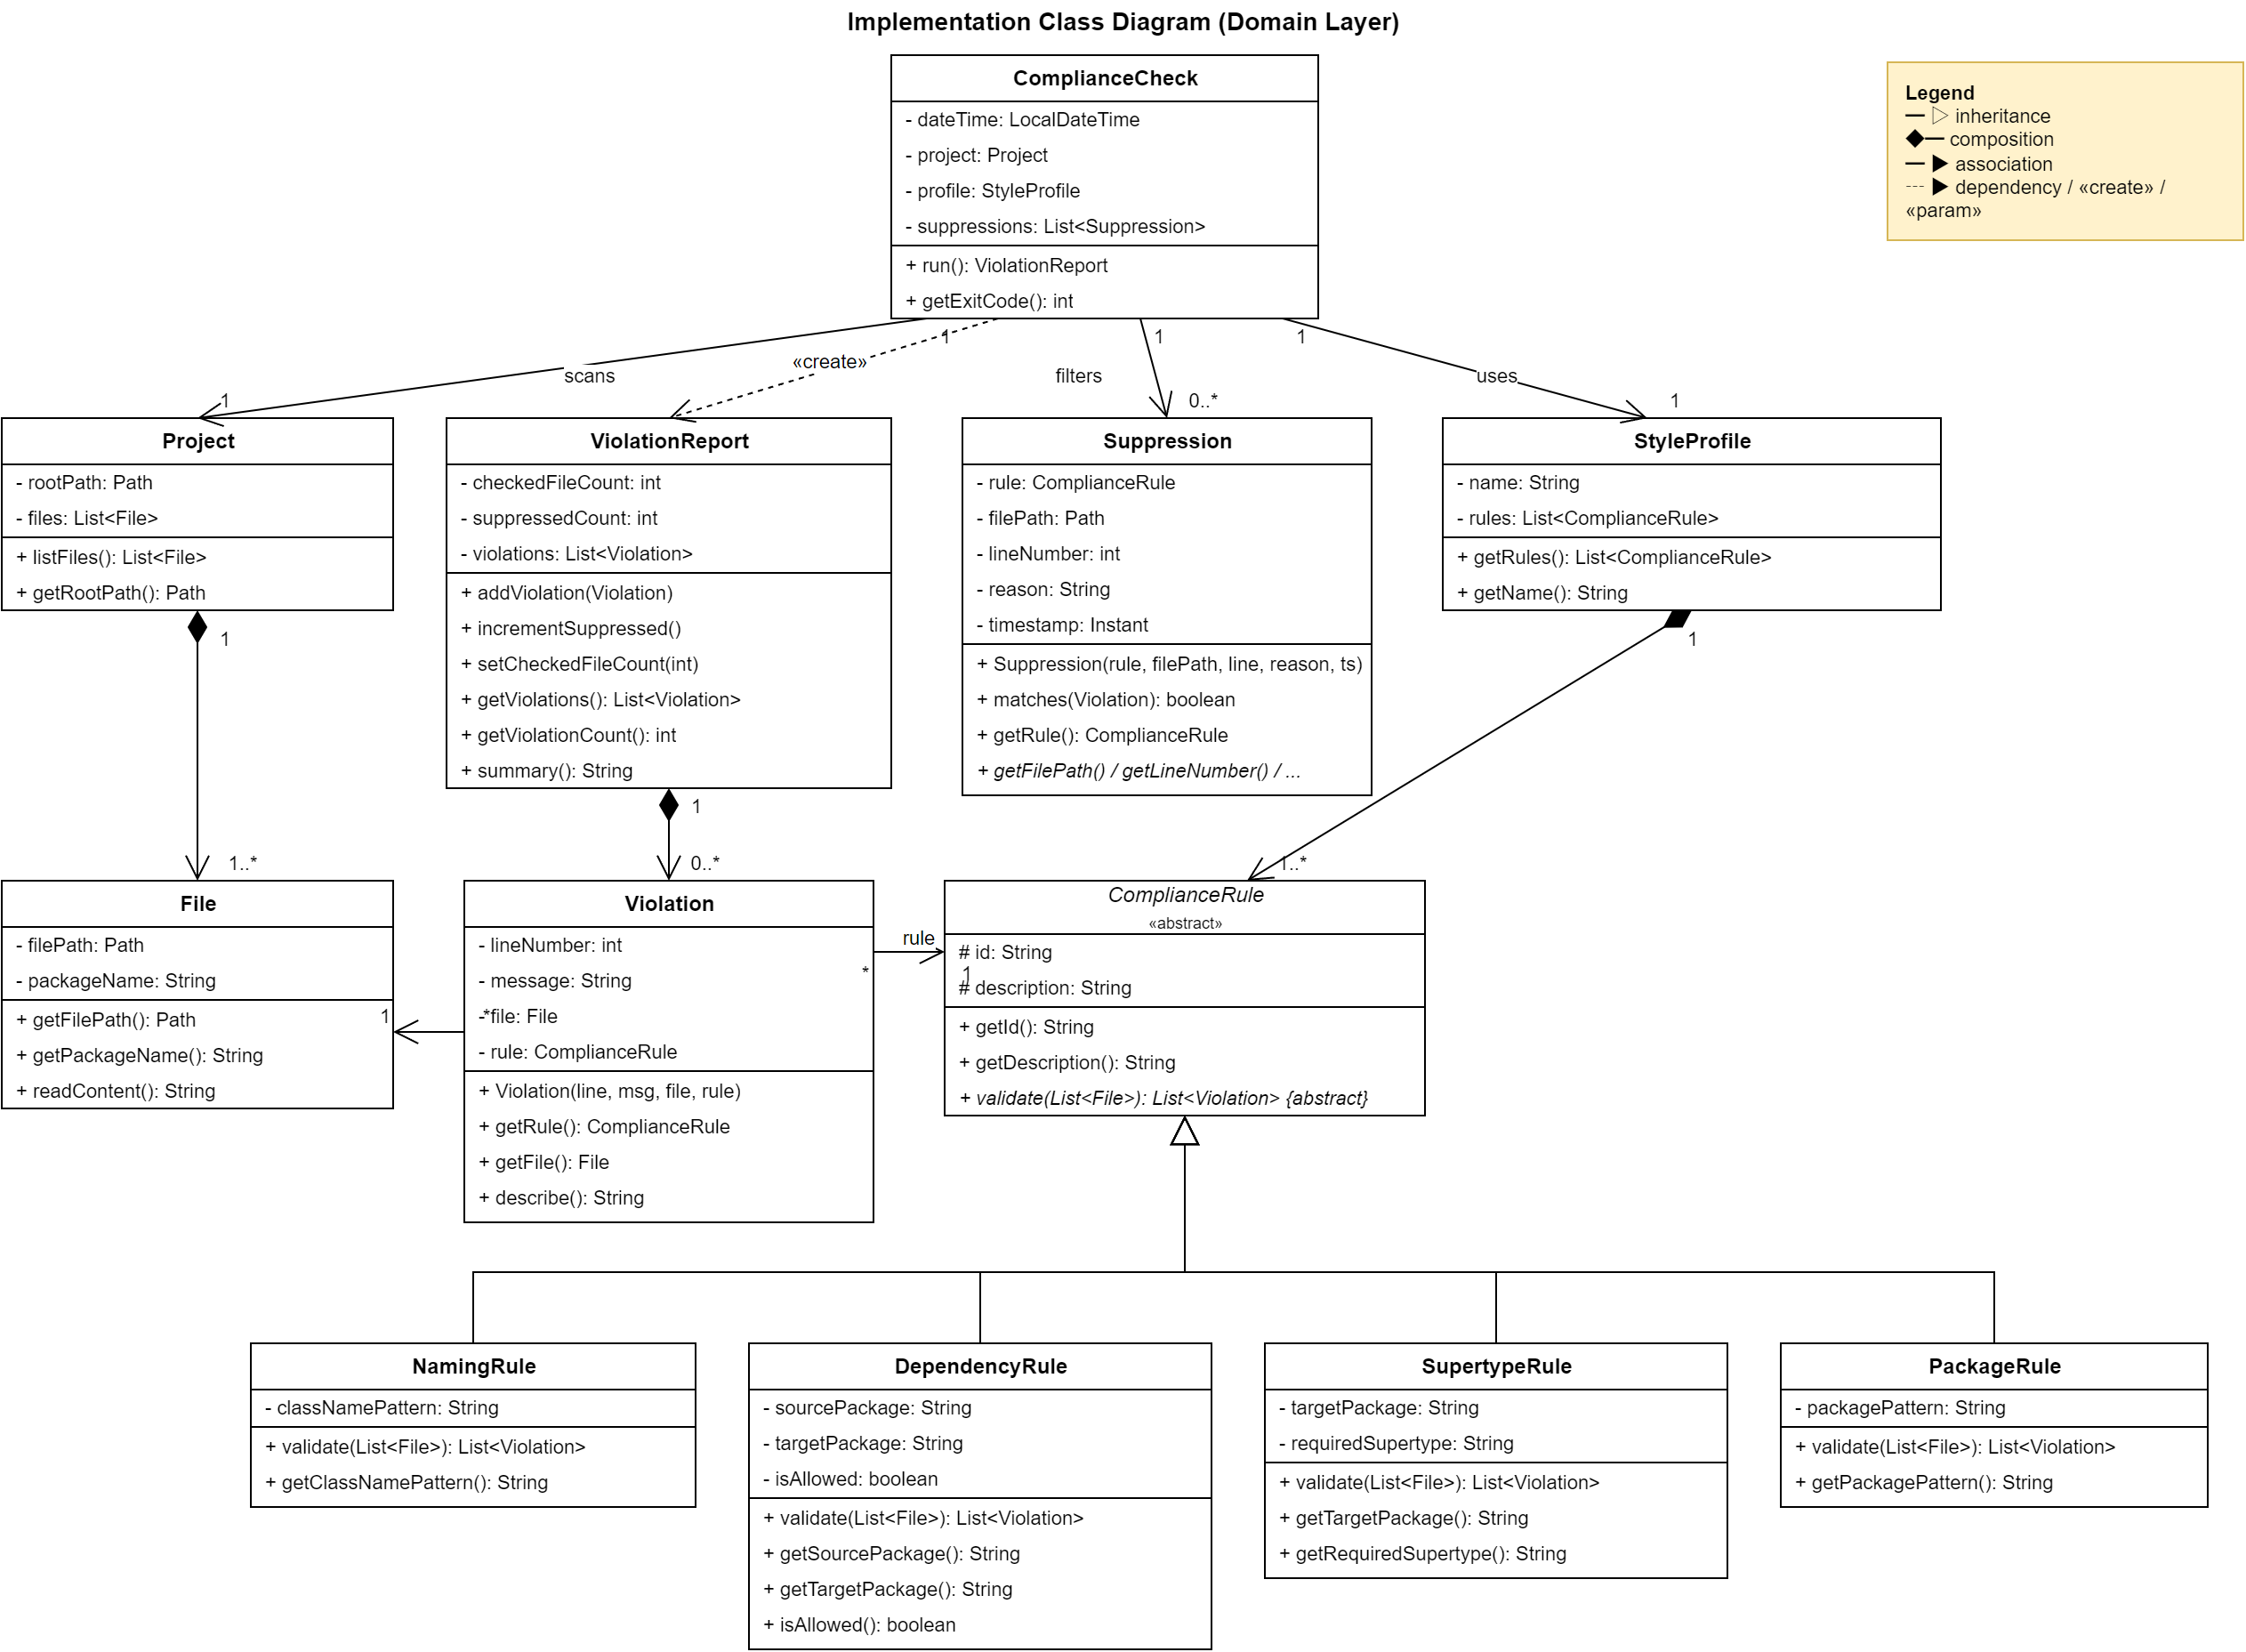 Implementation Class Diagram (Domain Layer)
ComplianceCheck
- dateTime: LocalDateTime
- project: Project
- profile: StyleProfile
- suppressions: List<Suppression>
+ run(): ViolationReport
+ getExitCode(): int
Legend
— ▷ inheritance
◆— composition
— ▶ association
--- ▶ dependency / «create» /
«param»
1
1
1
scans
«create»
filters
uses
1
0..*
1
Project
- rootPath: Path
- files: List<File>
+ listFiles(): List<File>
+ getRootPath(): Path
1
ViolationReport
- checkedFileCount: int
- suppressedCount: int
- violations: List<Violation>
+ addViolation(Violation)
+ incrementSuppressed()
+ setCheckedFileCount(int)
+ getViolations(): List<Violation>
+ getViolationCount(): int
+ summary(): String
1
Suppression
- rule: ComplianceRule
- filePath: Path
- lineNumber: int
- reason: String
- timestamp: Instant
+ Suppression(rule, filePath, line, reason, ts)
+ matches(Violation): boolean
+ getRule(): ComplianceRule
+ getFilePath() / getLineNumber() / ...
StyleProfile
- name: String
- rules: List<ComplianceRule>
+ getRules(): List<ComplianceRule>
+ getName(): String
1
1..*
0..*
1..*
File
- filePath: Path
- packageName: String
+ getFilePath(): Path
+ getPackageName(): String
+ readContent(): String
1
Violation
- lineNumber: int
- message: String
- file: File
*
- rule: ComplianceRule
+ Violation(line, msg, file, rule)
+ getRule(): ComplianceRule
+ getFile(): File
+ describe(): String
rule
*
1
ComplianceRule
«abstract»
# id: String
# description: String
+ getId(): String
+ getDescription(): String
+ validate(List<File>): List<Violation> {abstract}
NamingRule
- classNamePattern: String
+ validate(List<File>): List<Violation>
+ getClassNamePattern(): String
DependencyRule
- sourcePackage: String
- targetPackage: String
- isAllowed: boolean
+ validate(List<File>): List<Violation>
+ getSourcePackage(): String
+ getTargetPackage(): String
+ isAllowed(): boolean
SupertypeRule
- targetPackage: String
- requiredSupertype: String
+ validate(List<File>): List<Violation>
+ getTargetPackage(): String
+ getRequiredSupertype(): String
PackageRule
- packagePattern: String
+ validate(List<File>): List<Violation>
+ getPackagePattern(): String